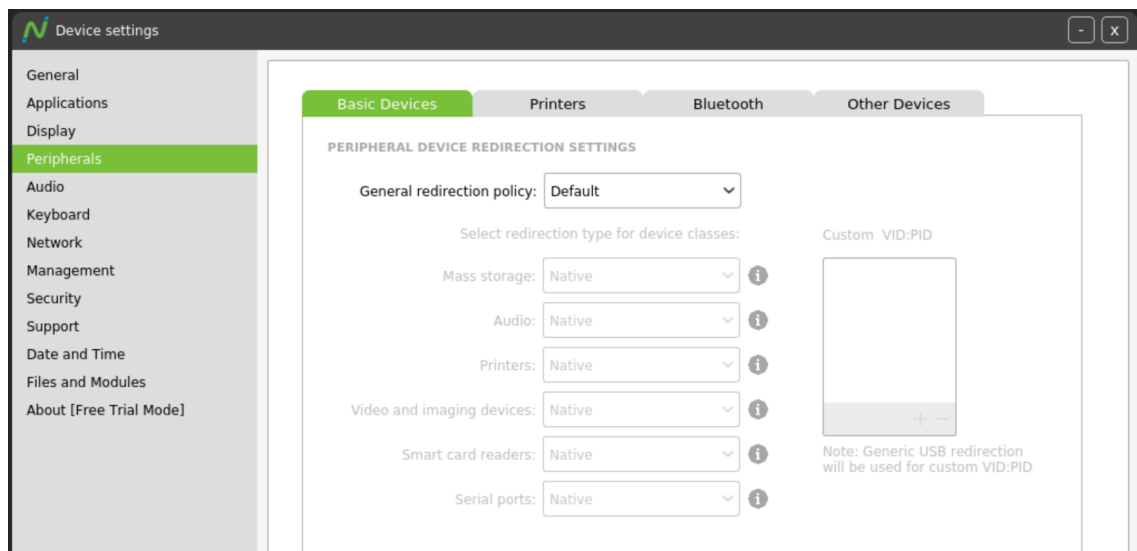 Device settings
- x
General
Applications
Display
Peripherals
Audio
Keyboard
Network
Management
Security
Support
Date and Time
Files and Modules
About [Free Trial Mode]
Basic Devices Printers Bluetooth Other Devices
PERIPHERAL DEVICE REDIRECTION SETTINGS
General redirection policy: Default
Select redirection type for device classes:
Mass storage: Native
Audio: Native
Printers: Native
Video and imaging devices: Native
Smart card readers: Native
Serial ports: Native
Custom VID:PID
+ −
Note: Generic USB redirection
will be used for custom VID:PID